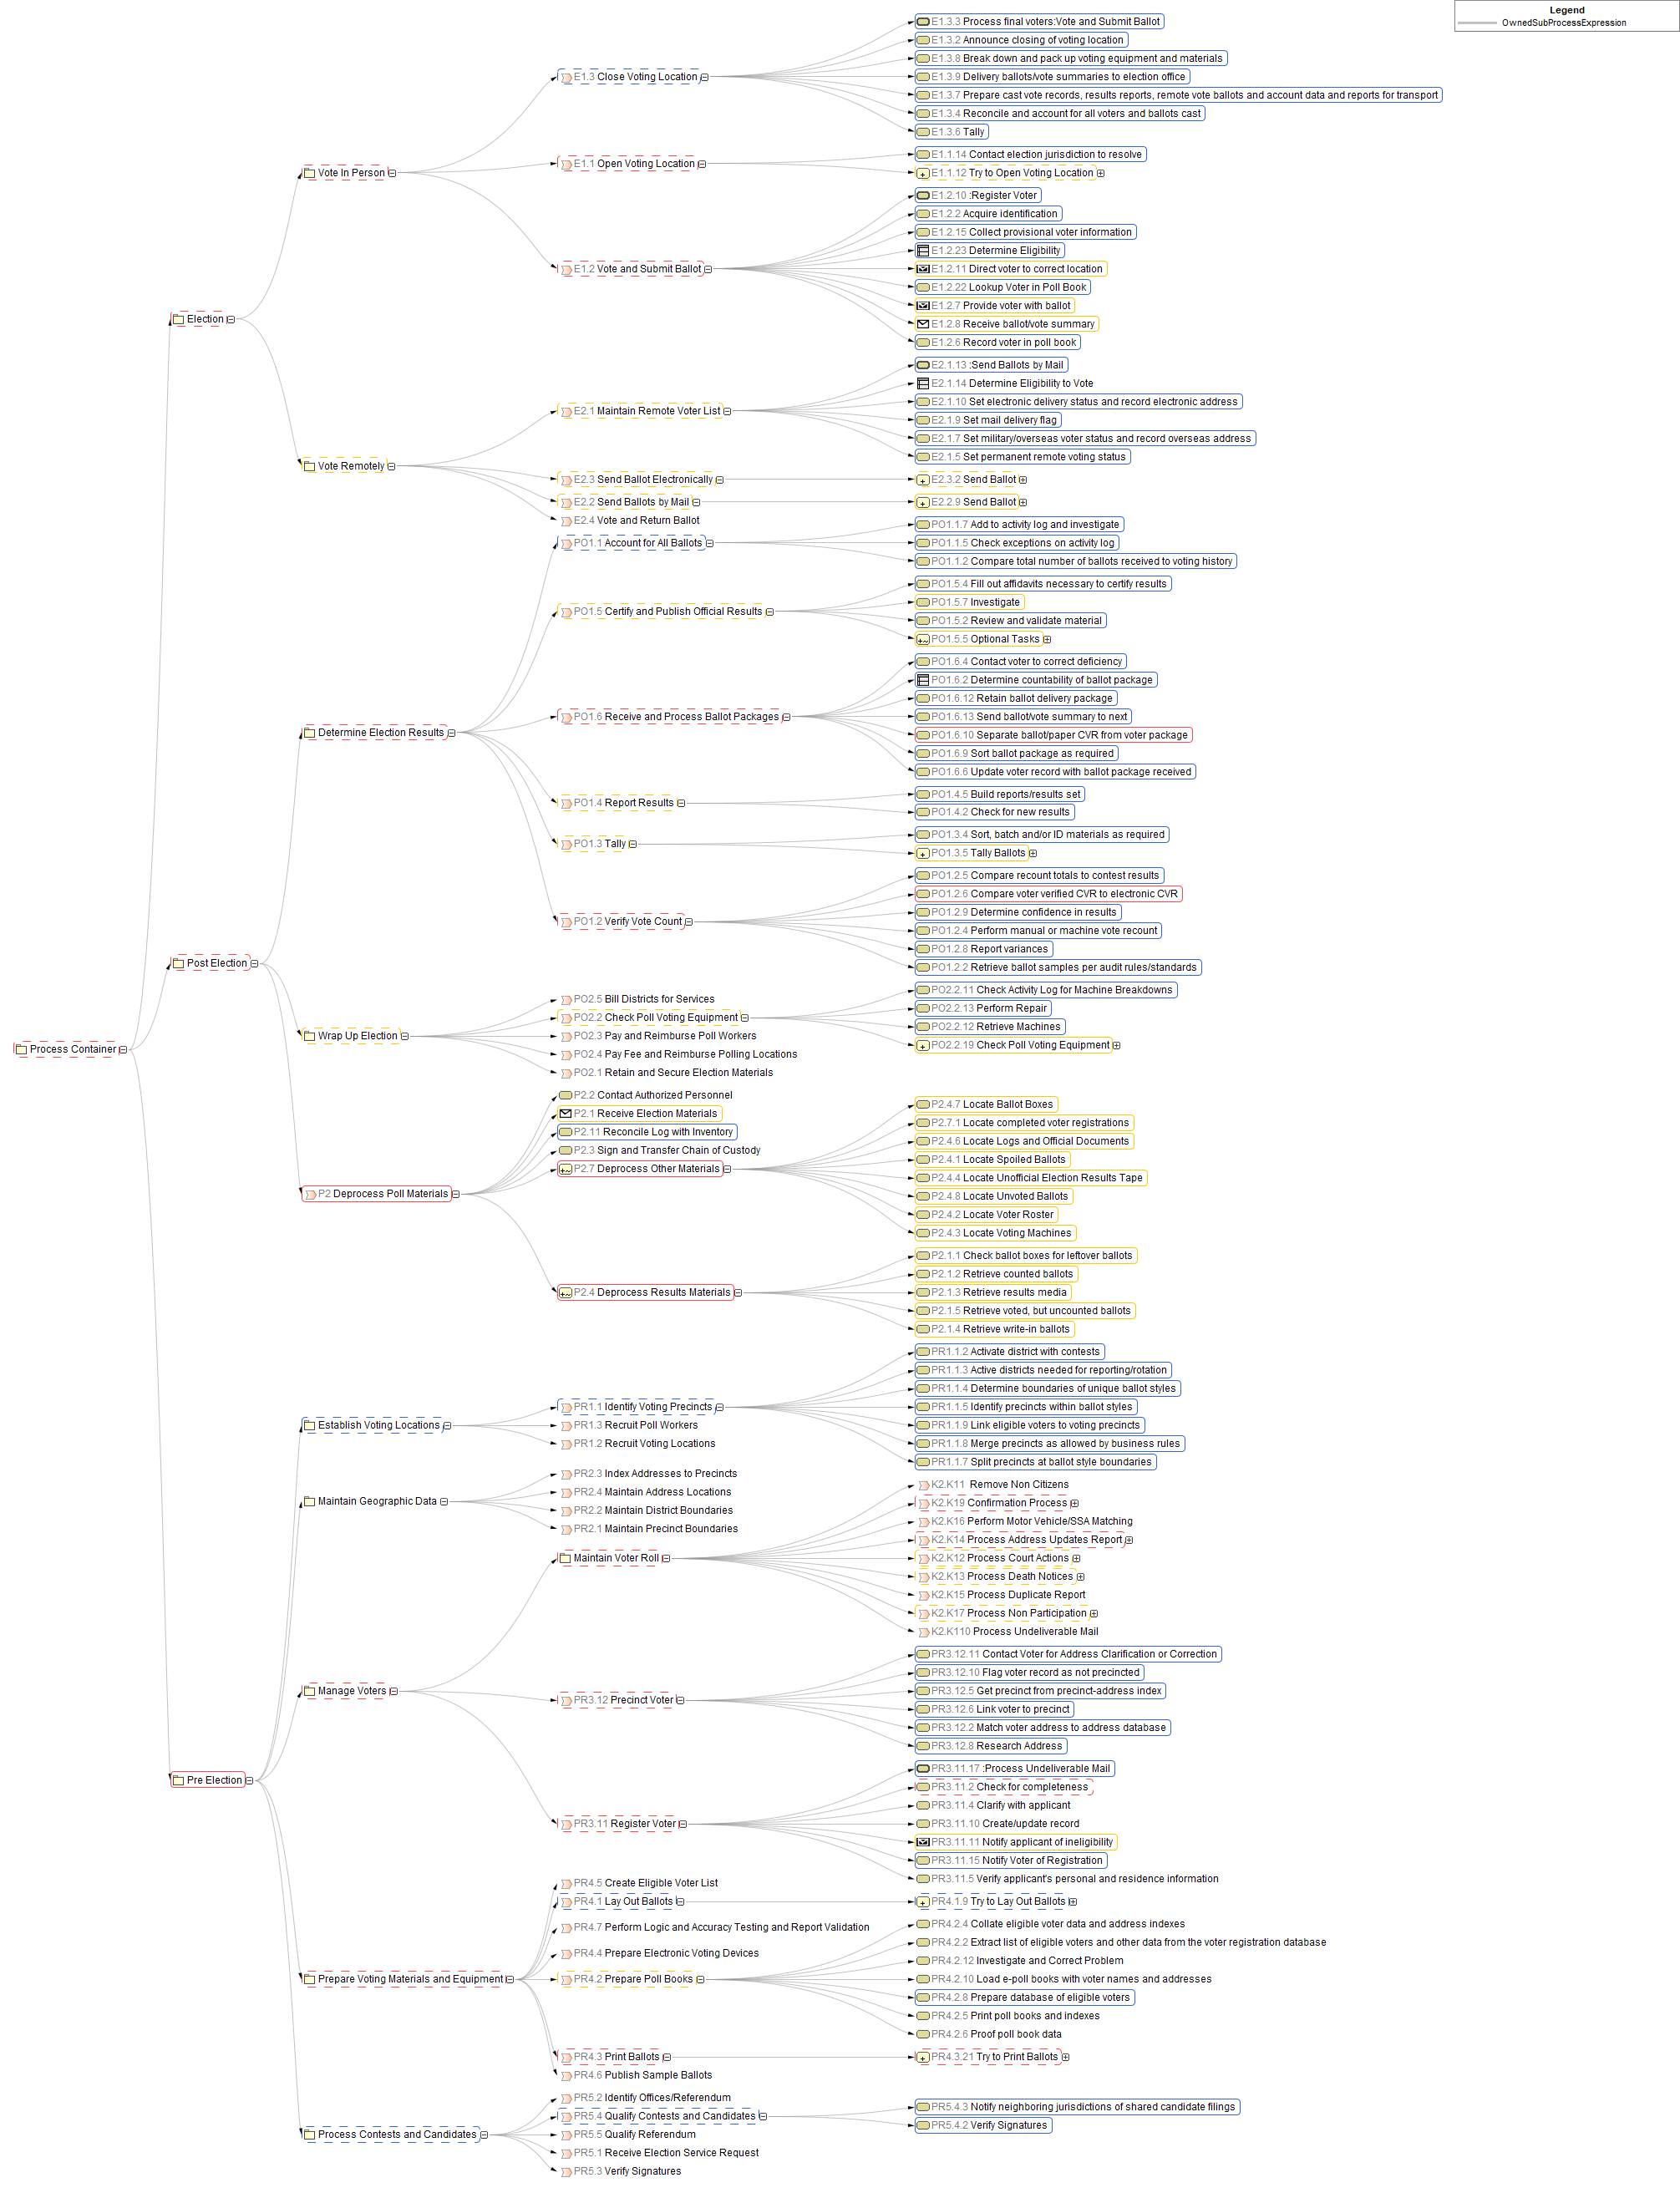 Legend
OwnedSubProcessExpression
E1.3.3 Process final voters:Vote and Submit Ballot
E1.3.2 Announce closing of voting location
E1.3.8 Break down and pack up voting equipment and materials
E1.3 Close Voting Location
E1.3.9 Delivery ballots/vote summaries to election office
E1.3.7 Prepare cast vote records, results reports, remote vote ballots and account data and reports for transport
E1.3.4 Reconcile and account for all voters and ballots cast
E1.3.6 Tally
E1.1.14 Contact election jurisdiction to resolve
E1.1 Open Voting Location
Vote In Person
E1.1.12 Try to Open Voting Location
E1.2.10 :Register Voter
E1.2.2 Acquire identification
E1.2.15 Collect provisional voter information
E1.2.23 Determine Eligibility
E1.2 Vote and Submit Ballot
E1.2.11 Direct voter to correct location
E1.2.22 Lookup Voter in Poll Book
E1.2.7 Provide voter with ballot
Election
E1.2.8 Receive ballot/vote summary
E1.2.6 Record voter in poll book
E2.1.13 :Send Ballots by Mail
E2.1.14 Determine Eligibility to Vote
E2.1.10 Set electronic delivery status and record electronic address
E2.1 Maintain Remote Voter List
E2.1.9 Set mail delivery flag
E2.1.7 Set military/overseas voter status and record overseas address
E2.1.5 Set permanent remote voting status
Vote Remotely
E2.3 Send Ballot Electronically
E2.3.2 Send Ballot
E2.2 Send Ballots by Mail
E2.2.9 Send Ballot
E2.4 Vote and Return Ballot
PO1.1.7 Add to activity log and investigate
PO1.1 Account for All Ballots
PO1.1.5 Check exceptions on activity log
PO1.1.2 Compare total number of ballots received to voting history
PO1.5.4 Fill out affidavits necessary to certify results
PO1.5.7 Investigate
PO1.5 Certify and Publish Official Results
PO1.5.2 Review and validate material
PO1.5.5 Optional Tasks
PO1.6.4 Contact voter to correct deficiency
PO1.6.2 Determine countability of ballot package
PO1.6.12 Retain ballot delivery package
PO1.6 Receive and Process Ballot Packages
PO1.6.13 Send ballot/vote summary to next
Determine Election Results
PO1.6.10 Separate ballot/paper CVR from voter package
PO1.6.9 Sort ballot package as required
PO1.6.6 Update voter record with ballot package received
PO1.4.5 Build reports/results set
PO1.4 Report Results
PO1.4.2 Check for new results
PO1.3.4 Sort, batch and/or ID materials as required
PO1.3 Tally
PO1.3.5 Tally Ballots
PO1.2.5 Compare recount totals to contest results
PO1.2.6 Compare voter verified CVR to electronic CVR
PO1.2.9 Determine confidence in results
PO1.2 Verify Vote Count
PO1.2.4 Perform manual or machine vote recount
PO1.2.8 Report variances
Post Election
PO1.2.2 Retrieve ballot samples per audit rules/standards
PO2.2.11 Check Activity Log for Machine Breakdowns
PO2.5 Bill Districts for Services
PO2.2.13 Perform Repair
PO2.2 Check Poll Voting Equipment
PO2.2.12 Retrieve Machines
Wrap Up Election
PO2.3 Pay and Reimburse Poll Workers
PO2.2.19 Check Poll Voting Equipment
Process Container
PO2.4 Pay Fee and Reimburse Polling Locations
PO2.1 Retain and Secure Election Materials
P2.2 Contact Authorized Personnel
P2.4.7 Locate Ballot Boxes
P2.1 Receive Election Materials
P2.7.1 Locate completed voter registrations
P2.11 Reconcile Log with Inventory
P2.4.6 Locate Logs and Official Documents
P2.3 Sign and Transfer Chain of Custody
P2.4.1 Locate Spoiled Ballots
P2.7 Deprocess Other Materials
P2.4.4 Locate Unofficial Election Results Tape
P2 Deprocess Poll Materials
P2.4.8 Locate Unvoted Ballots
P2.4.2 Locate Voter Roster
P2.4.3 Locate Voting Machines
P2.1.1 Check ballot boxes for leftover ballots
P2.1.2 Retrieve counted ballots
P2.4 Deprocess Results Materials
P2.1.3 Retrieve results media
P2.1.5 Retrieve voted, but uncounted ballots
P2.1.4 Retrieve write-in ballots
PR1.1.2 Activate district with contests
PR1.1.3 Active districts needed for reporting/rotation
PR1.1.4 Determine boundaries of unique ballot styles
PR1.1 Identify Voting Precincts
PR1.1.5 Identify precincts within ballot styles
Establish Voting Locations
PR1.3 Recruit Poll Workers
PR1.1.9 Link eligible voters to voting precincts
PR1.2 Recruit Voting Locations
PR1.1.8 Merge precincts as allowed by business rules
PR1.1.7 Split precincts at ballot style boundaries
PR2.3 Index Addresses to Precincts
K2.K11  Remove Non Citizens
PR2.4 Maintain Address Locations
Maintain Geographic Data
K2.K19 Confirmation Process
PR2.2 Maintain District Boundaries
K2.K16 Perform Motor Vehicle/SSA Matching
PR2.1 Maintain Precinct Boundaries
K2.K14 Process Address Updates Report
Maintain Voter Roll
K2.K12 Process Court Actions
K2.K13 Process Death Notices
K2.K15 Process Duplicate Report
K2.K17 Process Non Participation
K2.K110 Process Undeliverable Mail
PR3.12.11 Contact Voter for Address Clarification or Correction
PR3.12.10 Flag voter record as not precincted
Manage Voters
PR3.12.5 Get precinct from precinct-address index
PR3.12 Precinct Voter
PR3.12.6 Link voter to precinct
PR3.12.2 Match voter address to address database
PR3.12.8 Research Address
PR3.11.17 :Process Undeliverable Mail
Pre Election
PR3.11.2 Check for completeness
PR3.11.4 Clarify with applicant
PR3.11 Register Voter
PR3.11.10 Create/update record
PR3.11.11 Notify applicant of ineligibility
PR3.11.15 Notify Voter of Registration
PR3.11.5 Verify applicant's personal and residence information
PR4.5 Create Eligible Voter List
PR4.1 Lay Out Ballots
PR4.1.9 Try to Lay Out Ballots
PR4.7 Perform Logic and Accuracy Testing and Report Validation
PR4.2.4 Collate eligible voter data and address indexes
PR4.2.2 Extract list of eligible voters and other data from the voter registration database
PR4.4 Prepare Electronic Voting Devices
PR4.2.12 Investigate and Correct Problem
Prepare Voting Materials and Equipment
PR4.2 Prepare Poll Books
PR4.2.10 Load e-poll books with voter names and addresses
PR4.2.8 Prepare database of eligible voters
PR4.2.5 Print poll books and indexes
PR4.2.6 Proof poll book data
PR4.3 Print Ballots
PR4.3.21 Try to Print Ballots
PR4.6 Publish Sample Ballots
PR5.2 Identify Offices/Referendum
PR5.4.3 Notify neighboring jurisdictions of shared candidate filings
PR5.4 Qualify Contests and Candidates
PR5.4.2 Verify Signatures
Process Contests and Candidates
PR5.5 Qualify Referendum
PR5.1 Receive Election Service Request
PR5.3 Verify Signatures